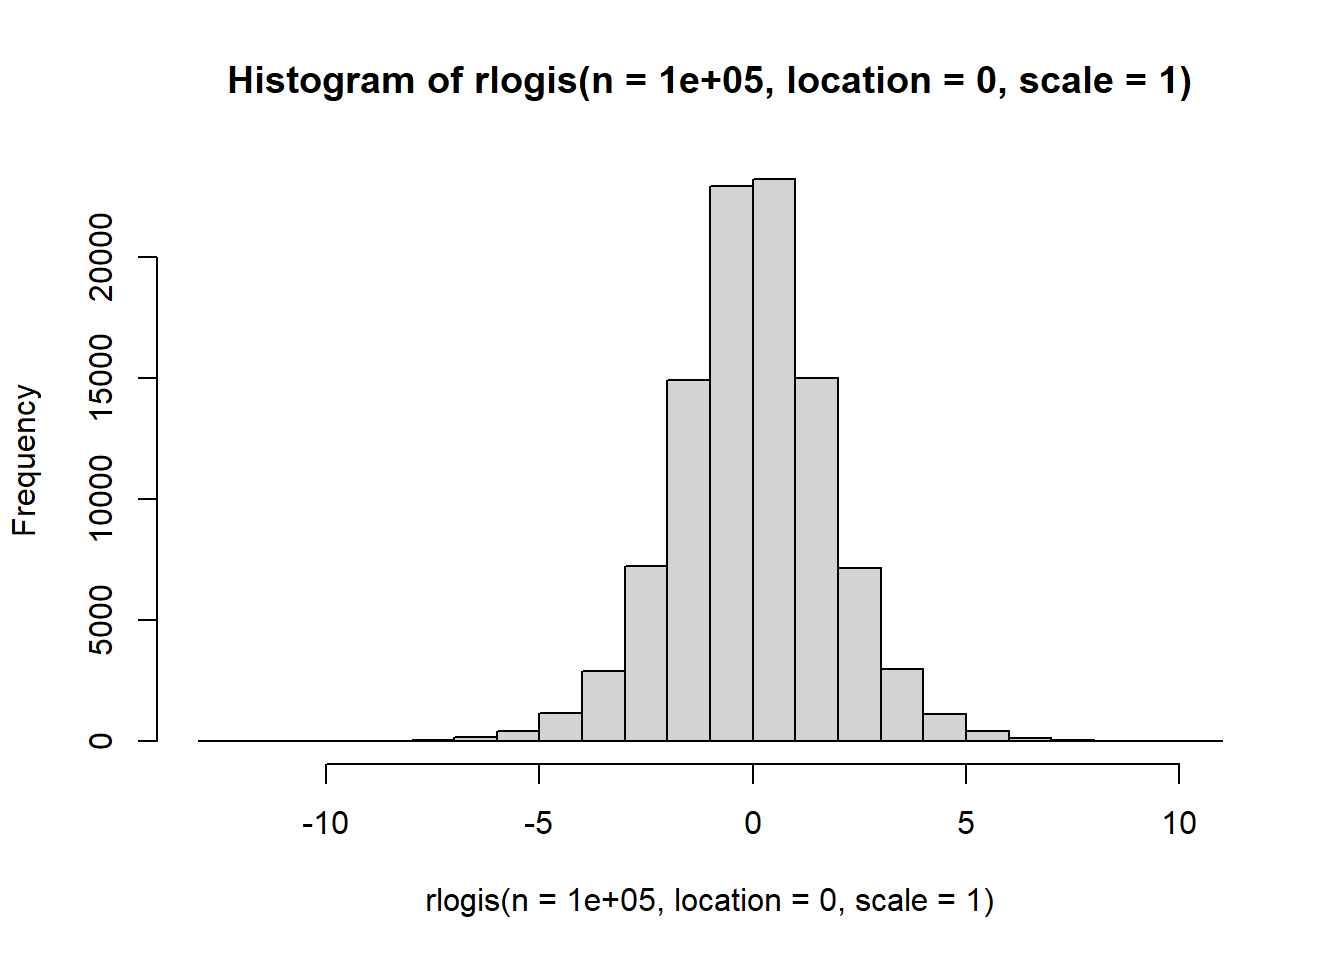 Histogram of rlogis(n = 1e+05, location = 0, scale = 1)
Frequency
20000
15000
10000
5000
0
-10 -5 0 5 10
rlogis(n = 1e+05, location = 0, scale = 1)